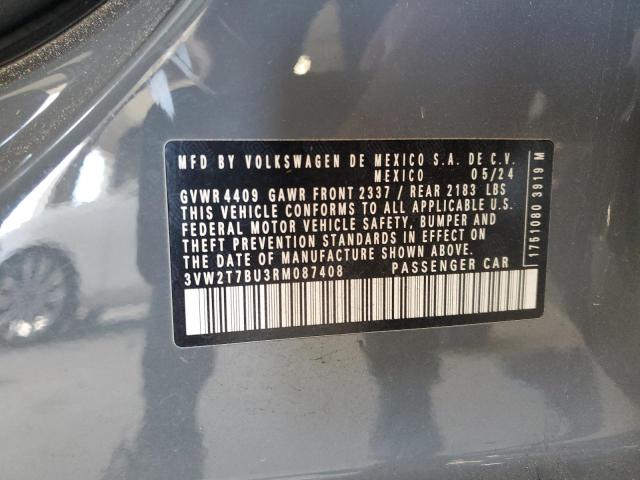 MFD BY VOLKSWAGEN DE MEXICO S.A. DE C.V.
MEXICO 05/24
GVWR 4409 GAWR FRONT 2337 / REAR 2183 LBS
THIS VEHICLE CONFORMS TO ALL APPLICABLE U.S.
FEDERAL MOTOR VEHICLE SAFETY, BUMPER AND
THEFT PREVENTION STANDARDS IN EFFECT ON
THE DATE OF MANUFACTURE SHOWN ABOVE.
3VW2T7BU3RM087408 PASSENGER CAR
1751080 3919 M